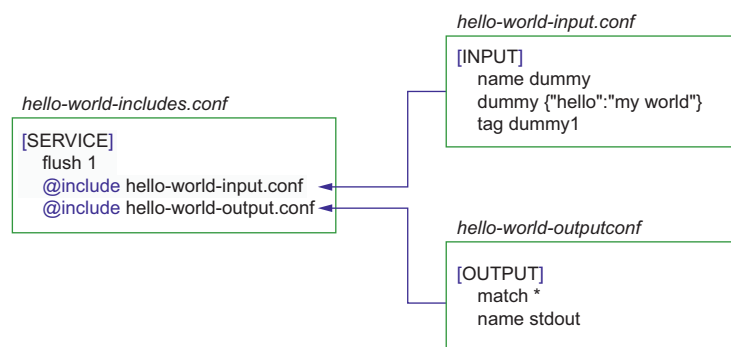 hello-world-includes.conf
[SERVICE]
flush 1
@include hello-world-input.conf
@include hello-world-output.conf
hello-world-input.conf
[INPUT]
name dummy
dummy {"hello":"my world"}
tag dummy1
hello-world-outputconf
[OUTPUT]
match *
name stdout